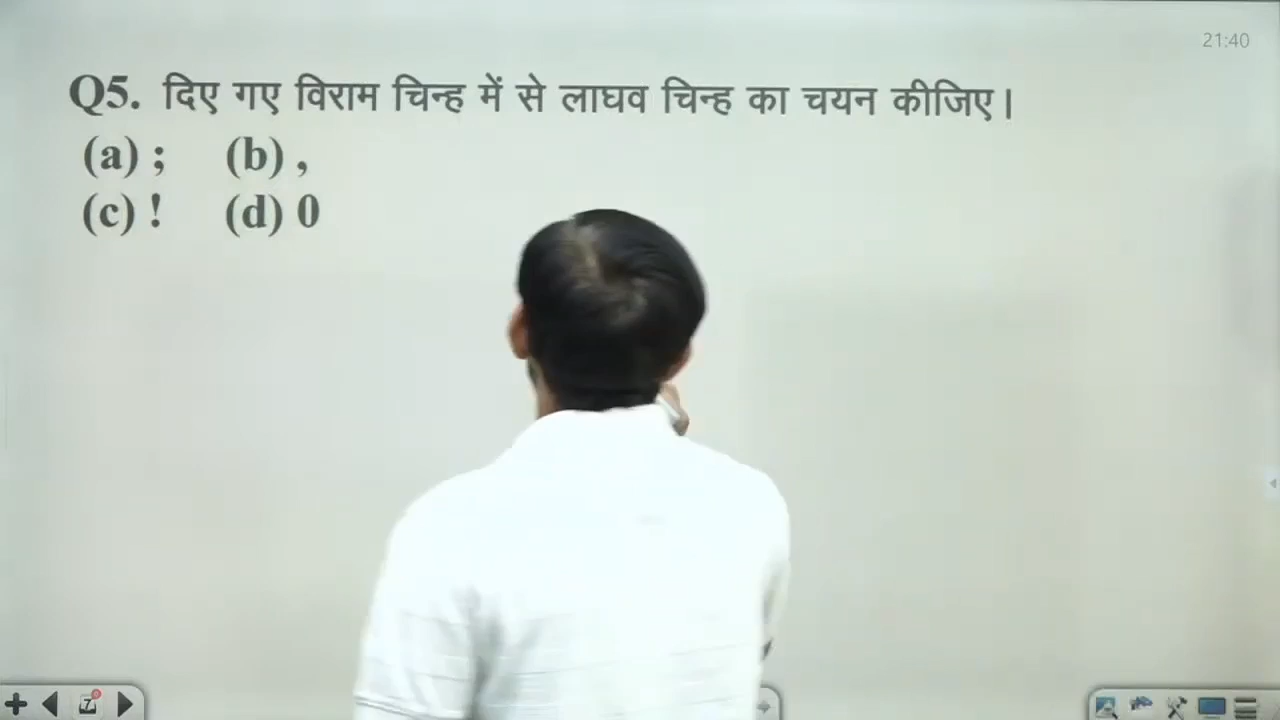 21:40
Q5. दिए गए विराम चिन्ह में से लाघव चिन्ह का चयन कीजिए।
(a) ; (b) ,
(c) ! (d) 0